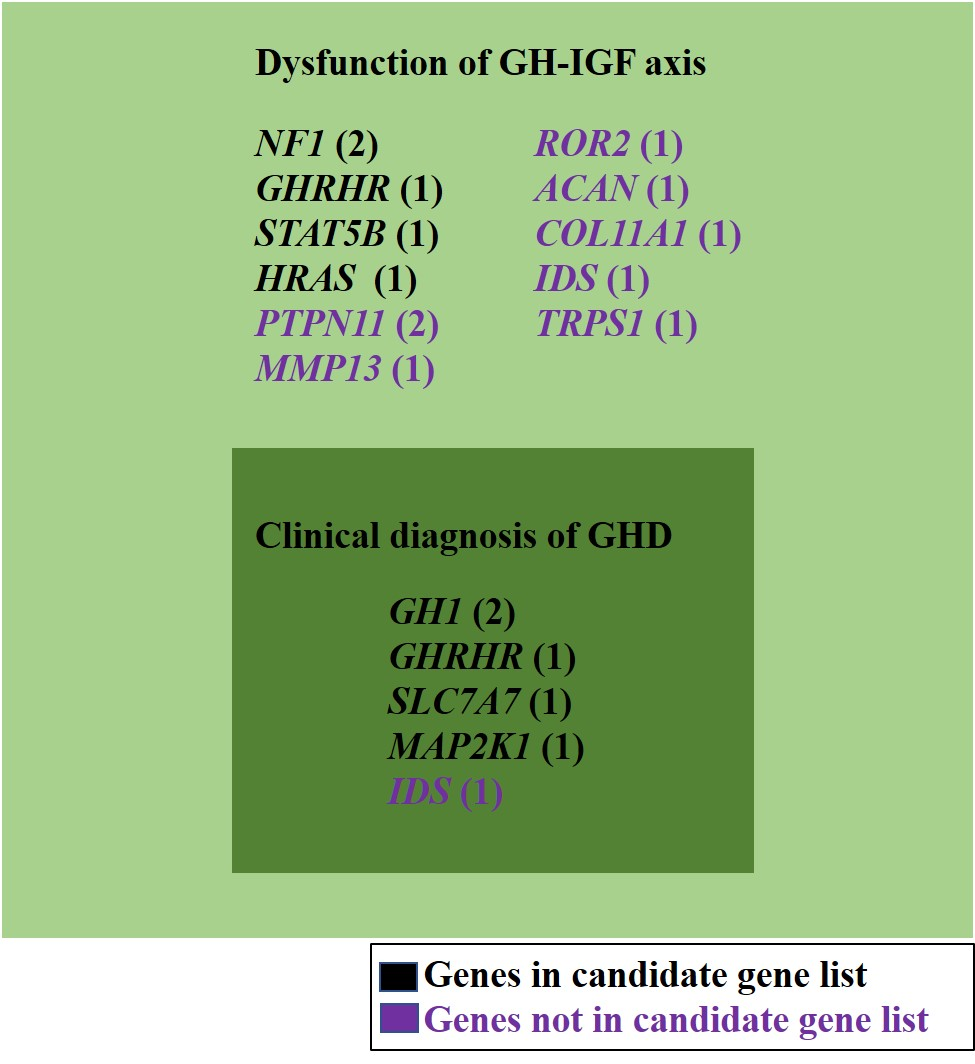 Dysfunction of GH-IGF axis
NF1 (2)
GHRHR (1)
STAT5B (1)
HRAS (1)
PTPN11 (2)
MMP13 (1)
ROR2 (1)
ACAN (1)
COL11A1 (1)
IDS (1)
TRPS1 (1)
Clinical diagnosis of GHD
GH1 (2)
GHRHR (1)
SLC7A7 (1)
MAP2K1 (1)
IDS (1)
Genes in candidate gene list
Genes not in candidate gene list